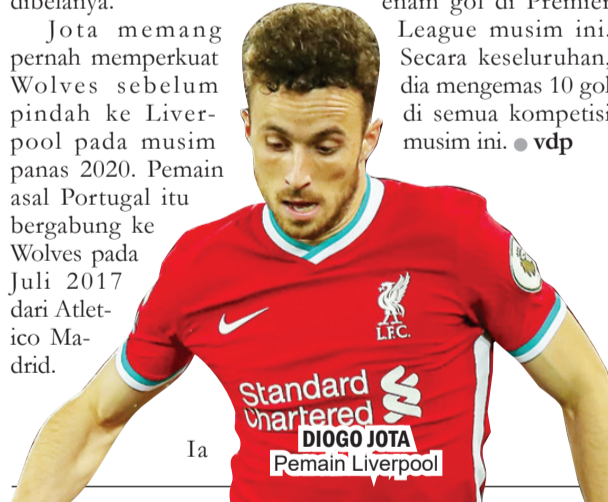 dibelanya.
Jota memang
pernah memperkuat
Wolves sebelum
pindah ke Liver-
pool pada musim
panas 2020. Pemain
asal Portugal itu
bergabung ke
Wolves pada
Juli 2017
dari Atlet-
ico Ma-
drid.
Ia
enam gol di Premier
League musim ini.
Secara keseluruhan,
dia mengemas 10 gol
di semua kompetisi
musim ini. ● vdp
L.F.C.
Standard
Chartered
DIOGO JOTA
Pemain Liverpool